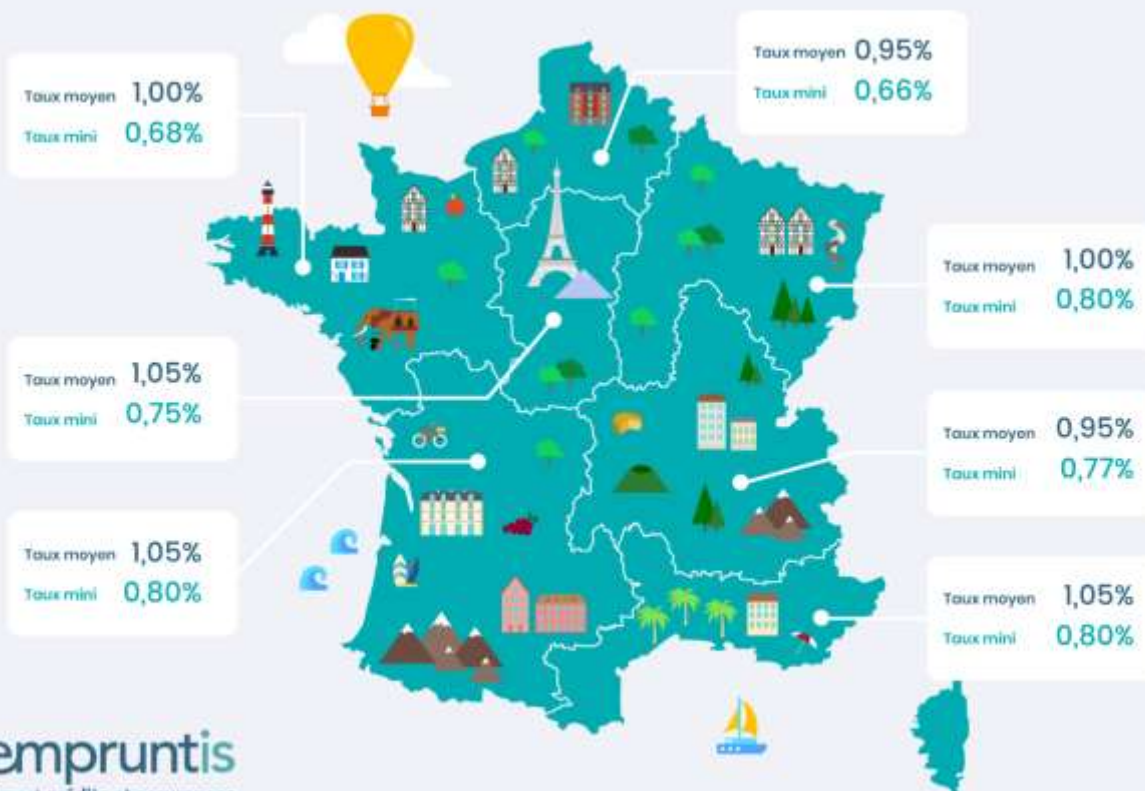 Taux moyen 0,95%
Taux mini 0,66%
Taux moyen 1,00%
Taux mini 0,68%
Taux moyen 1,00%
Taux mini 0,80%
Taux moyen 1,05%
Taux mini 0,75%
Taux moyen 0,95%
Taux mini 0,77%
Taux moyen 1,05%
Taux mini 0,80%
Taux moyen 1,05%
Taux mini 0,80%
empruntis